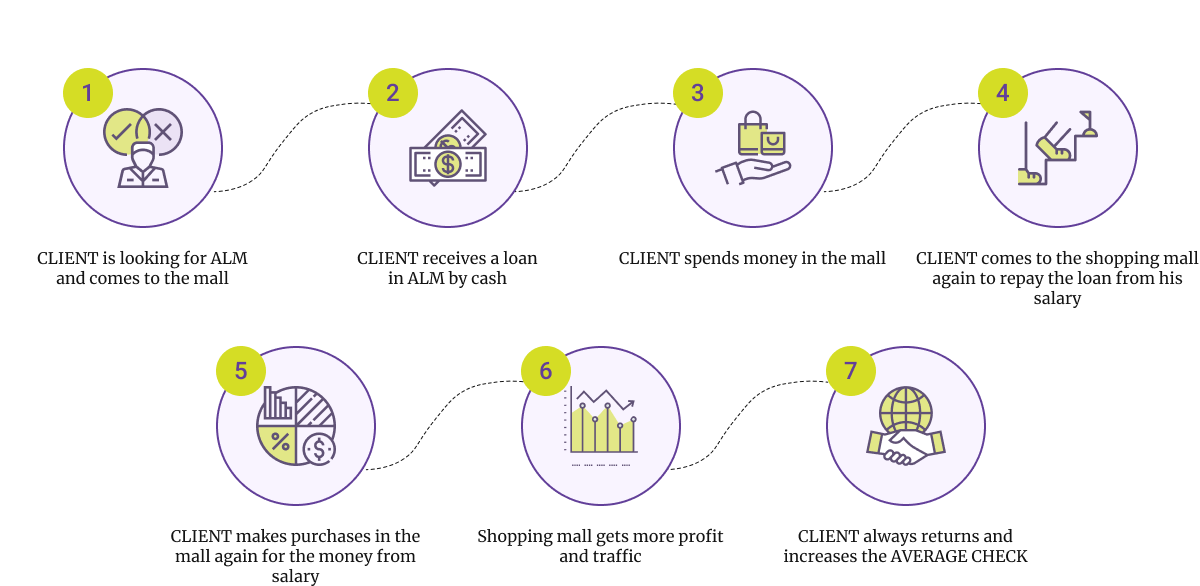 1
CLIENT is looking for ALM
and comes to the mall
2
CLIENT receives a loan
in ALM by cash
3
CLIENT spends money in the mall
4
CLIENT comes to the shopping mall
again to repay the loan from his
salary
5
%
$
CLIENT makes purchases in the
mall again for the money from
salary
6
Shopping mall gets more profit
and traffic
7
CLIENT always returns and
increases the AVERAGE CHECK